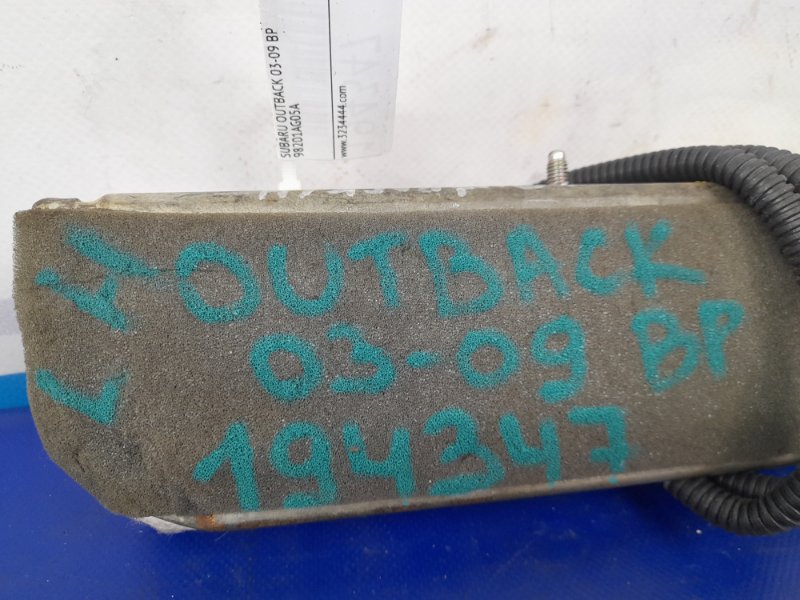 SUBARU OUTBACK 03-09 BP
98201AG05A
www.3234444.com
LH
OUTBACK
03-09 BP
194347